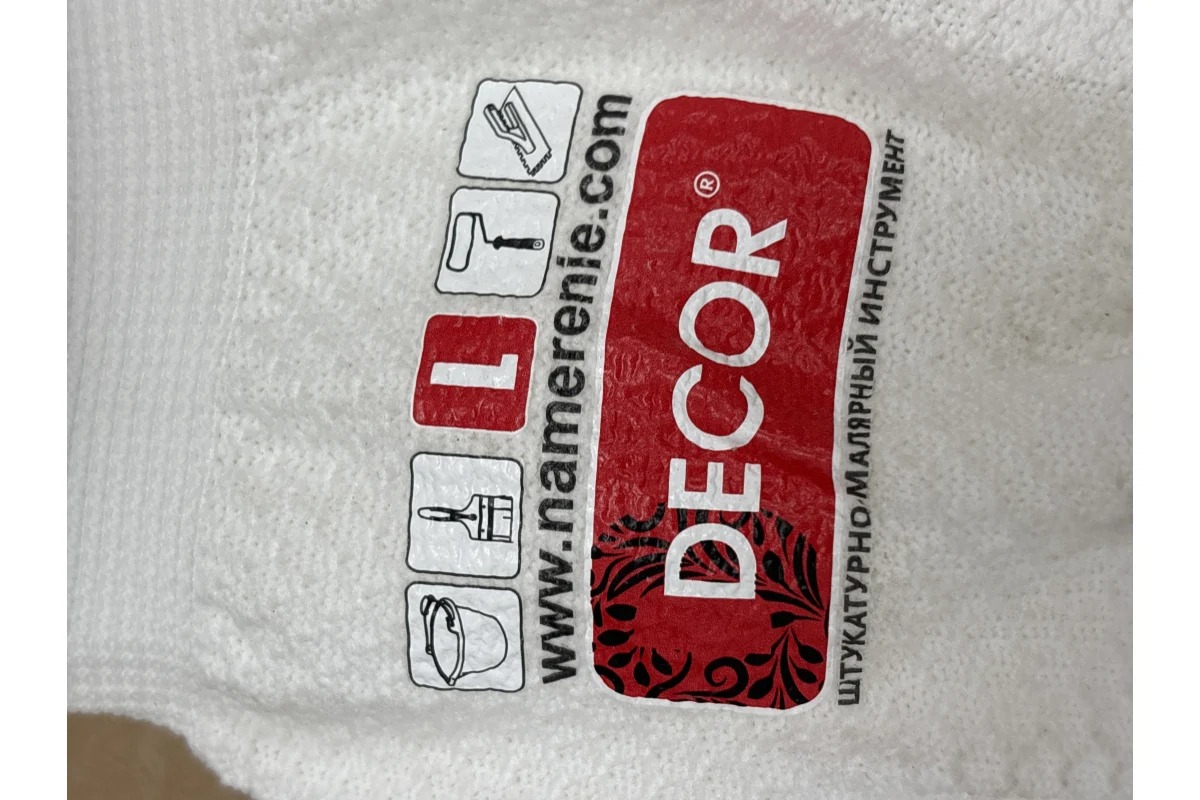 L
www.namerenie.com
DECOR®
ШТУКАТУРНО-МАЛЯРНЫЙ ИНСТРУМЕНТ